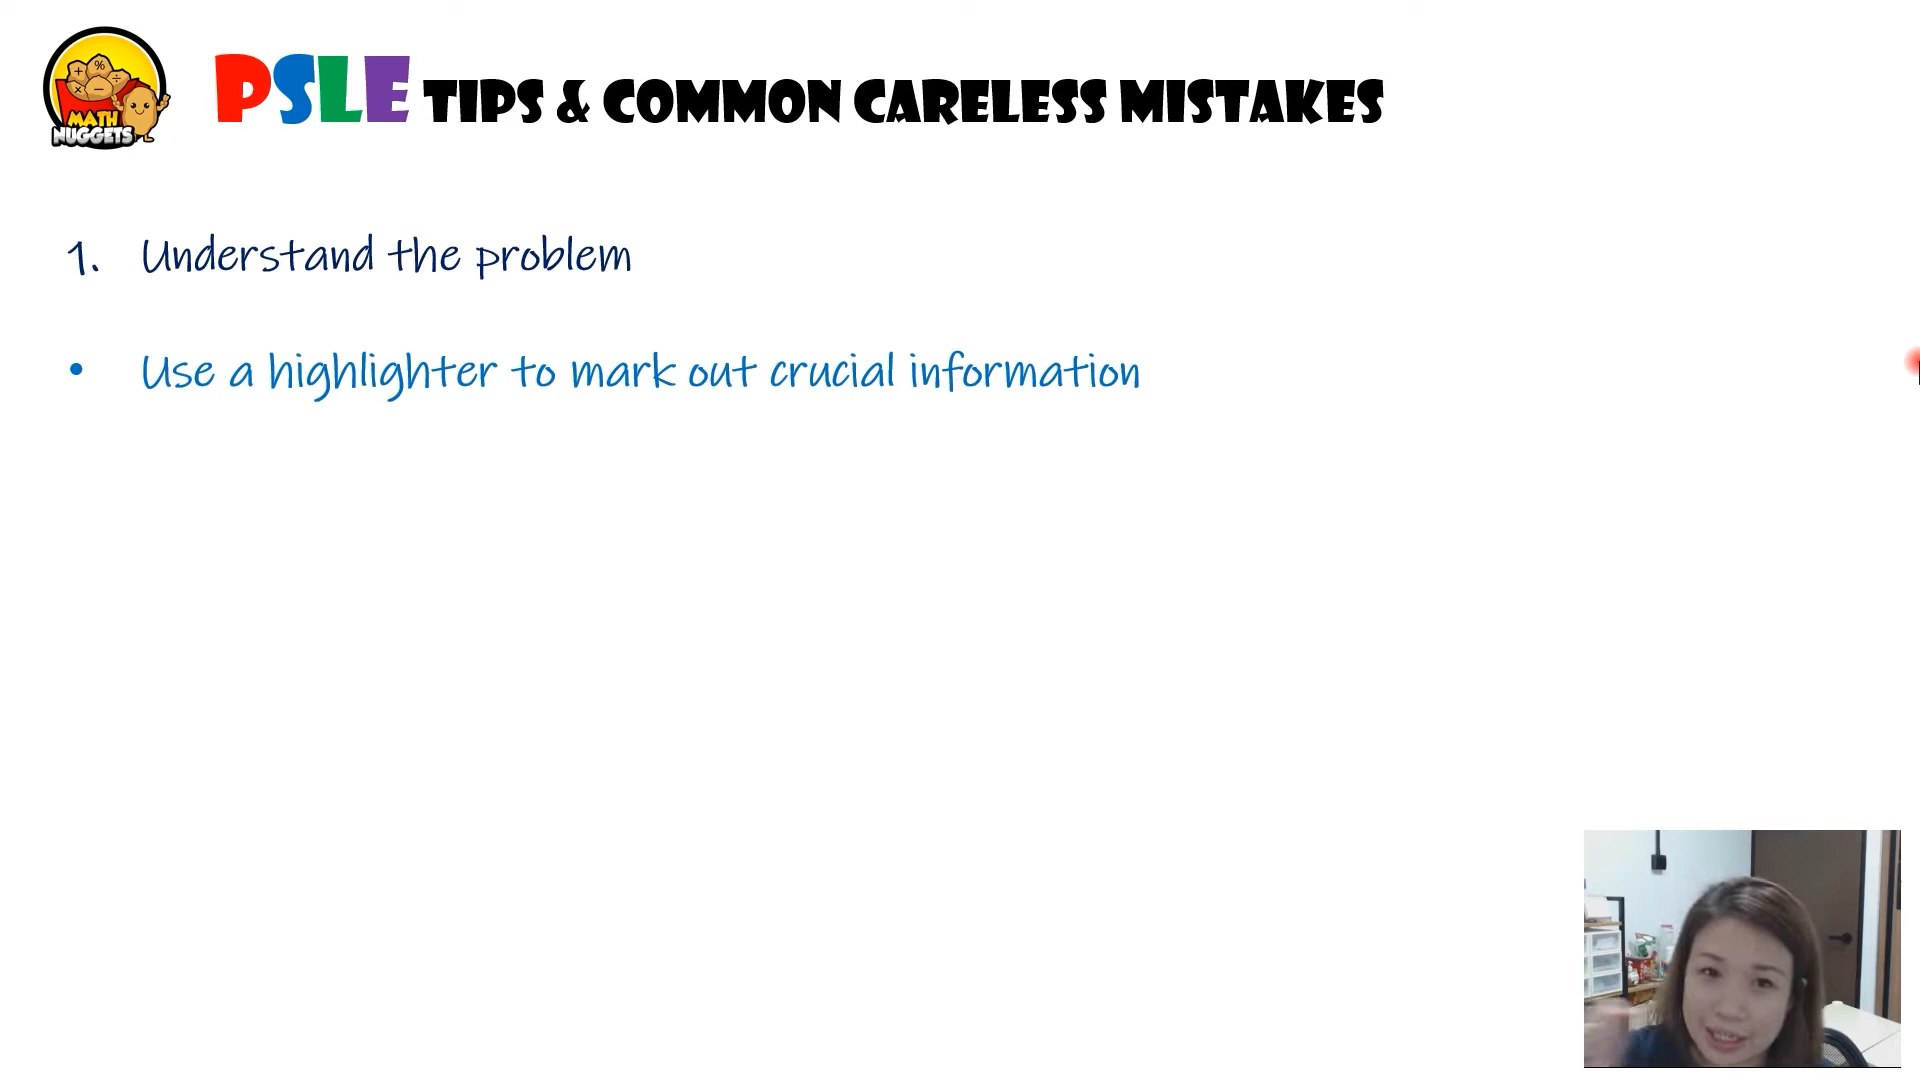 MATH
NUGGETS
PSLE TIPS & COMMON CARELESS MISTAKES
1. Understand the problem
• Use a highlighter to mark out crucial information